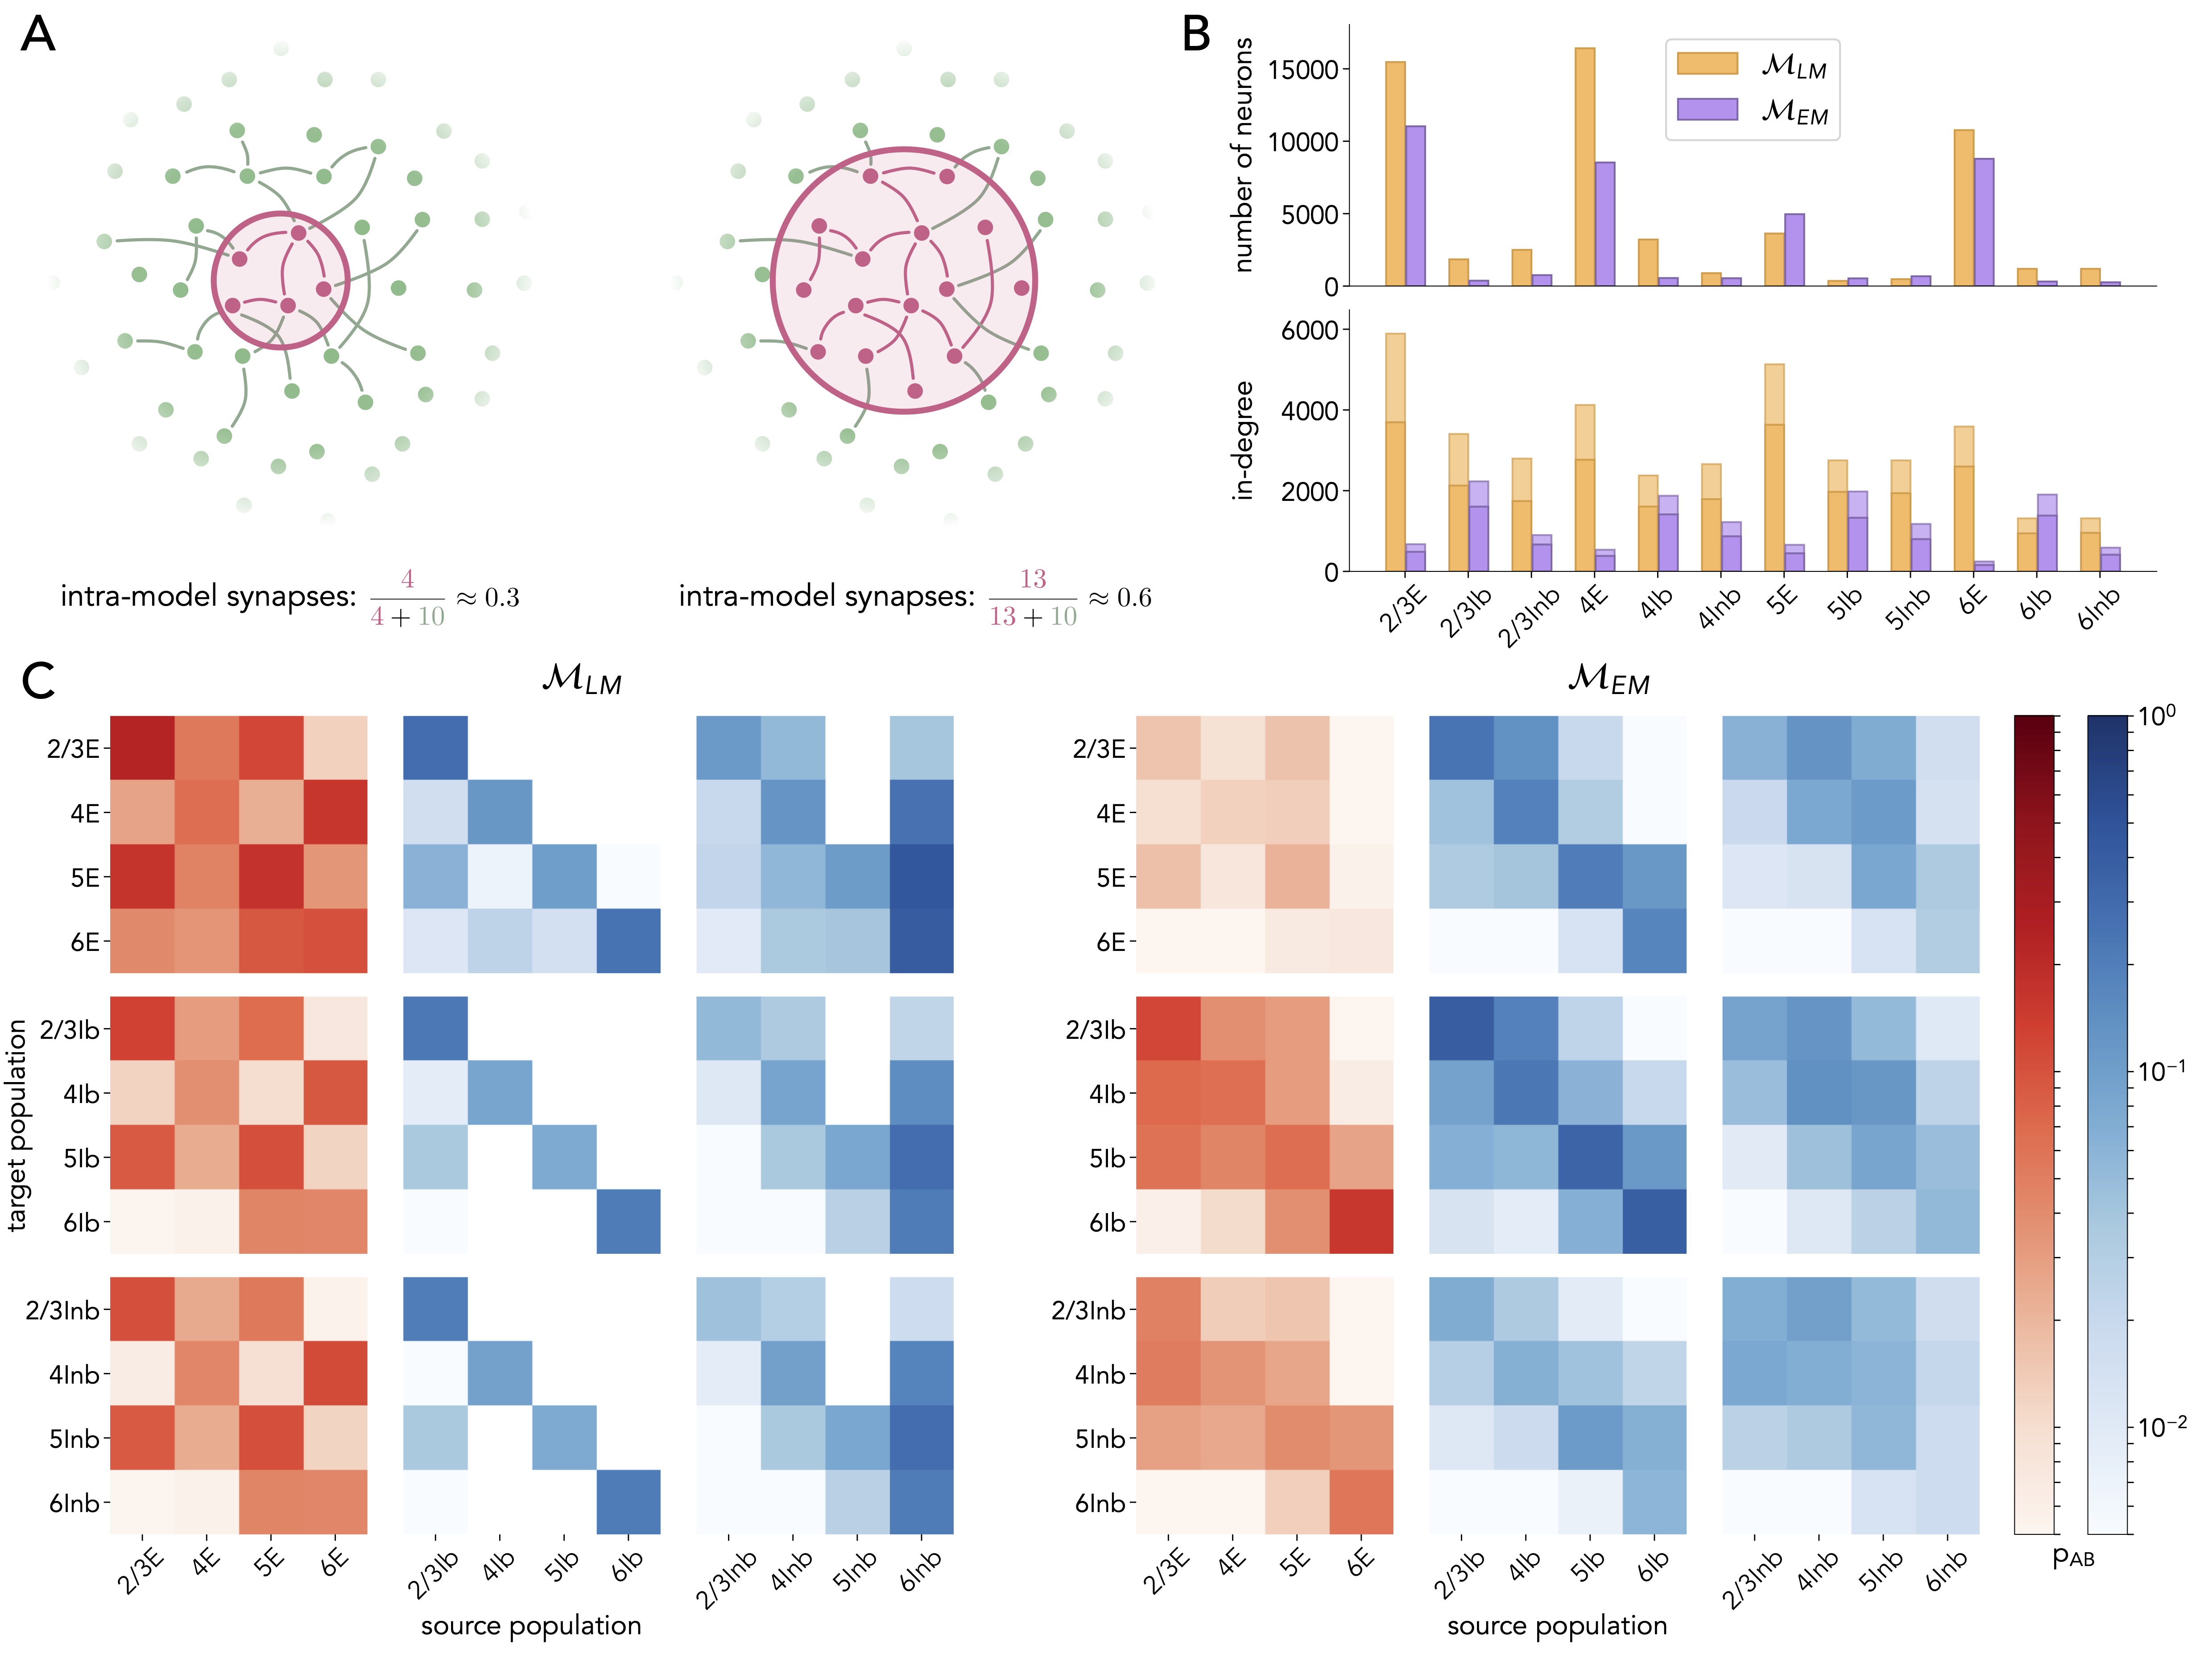 A
intra-model synapses: 4 / 4 + 10 ≈ 0.3
intra-model synapses: 13 / 13 + 10 ≈ 0.6
B
number of neurons
15000
10000
5000
0
ℳLM
ℳEM
in-degree
6000
4000
2000
0
2/3E 2/3Ib 2/3Inb 4E 4Ib 4Inb 5E 5Ib 5Inb 6E 6Ib 6Inb
C
ℳLM
ℳEM
target population
2/3E
4E
5E
6E
2/3Ib
4Ib
5Ib
6Ib
2/3Inb
4Inb
5Inb
6Inb
2/3E 4E 5E 6E 2/3Ib 4Ib 5Ib 6Ib 2/3Inb 4Inb 5Inb 6Inb
source population
2/3E
4E
5E
6E
2/3Ib
4Ib
5Ib
6Ib
2/3Inb
4Inb
5Inb
6Inb
2/3E 4E 5E 6E 2/3Ib 4Ib 5Ib 6Ib 2/3Inb 4Inb 5Inb 6Inb
source population
10⁰
10⁻¹
10⁻²
pAB